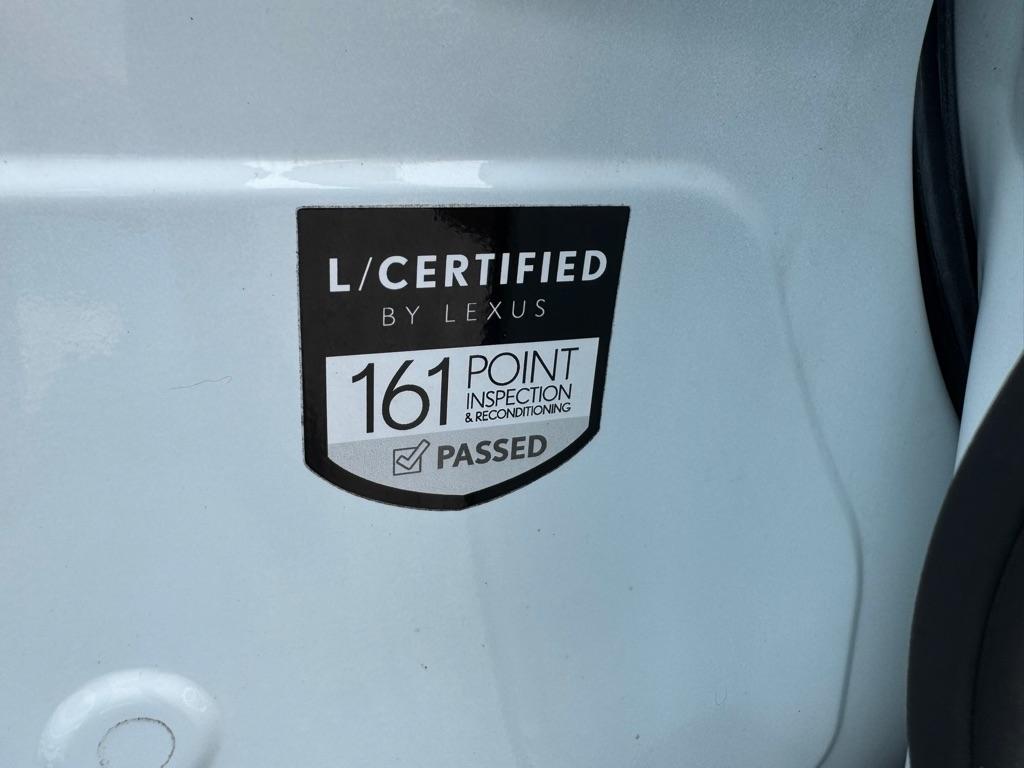 L/CERTIFIED
BY LEXUS
161 POINT
INSPECTION
& RECONDITIONING
PASSED